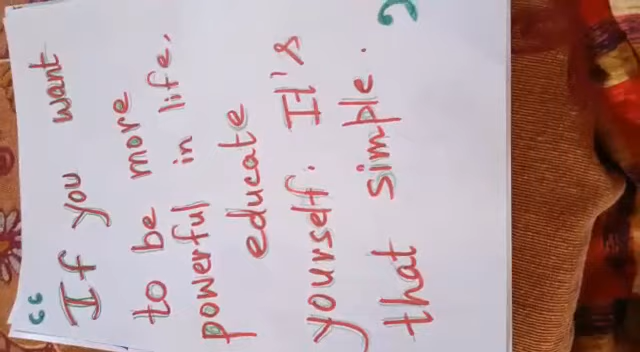 “ If you want
to be more
powerful in life,
educate
yourself. It's
that simple.